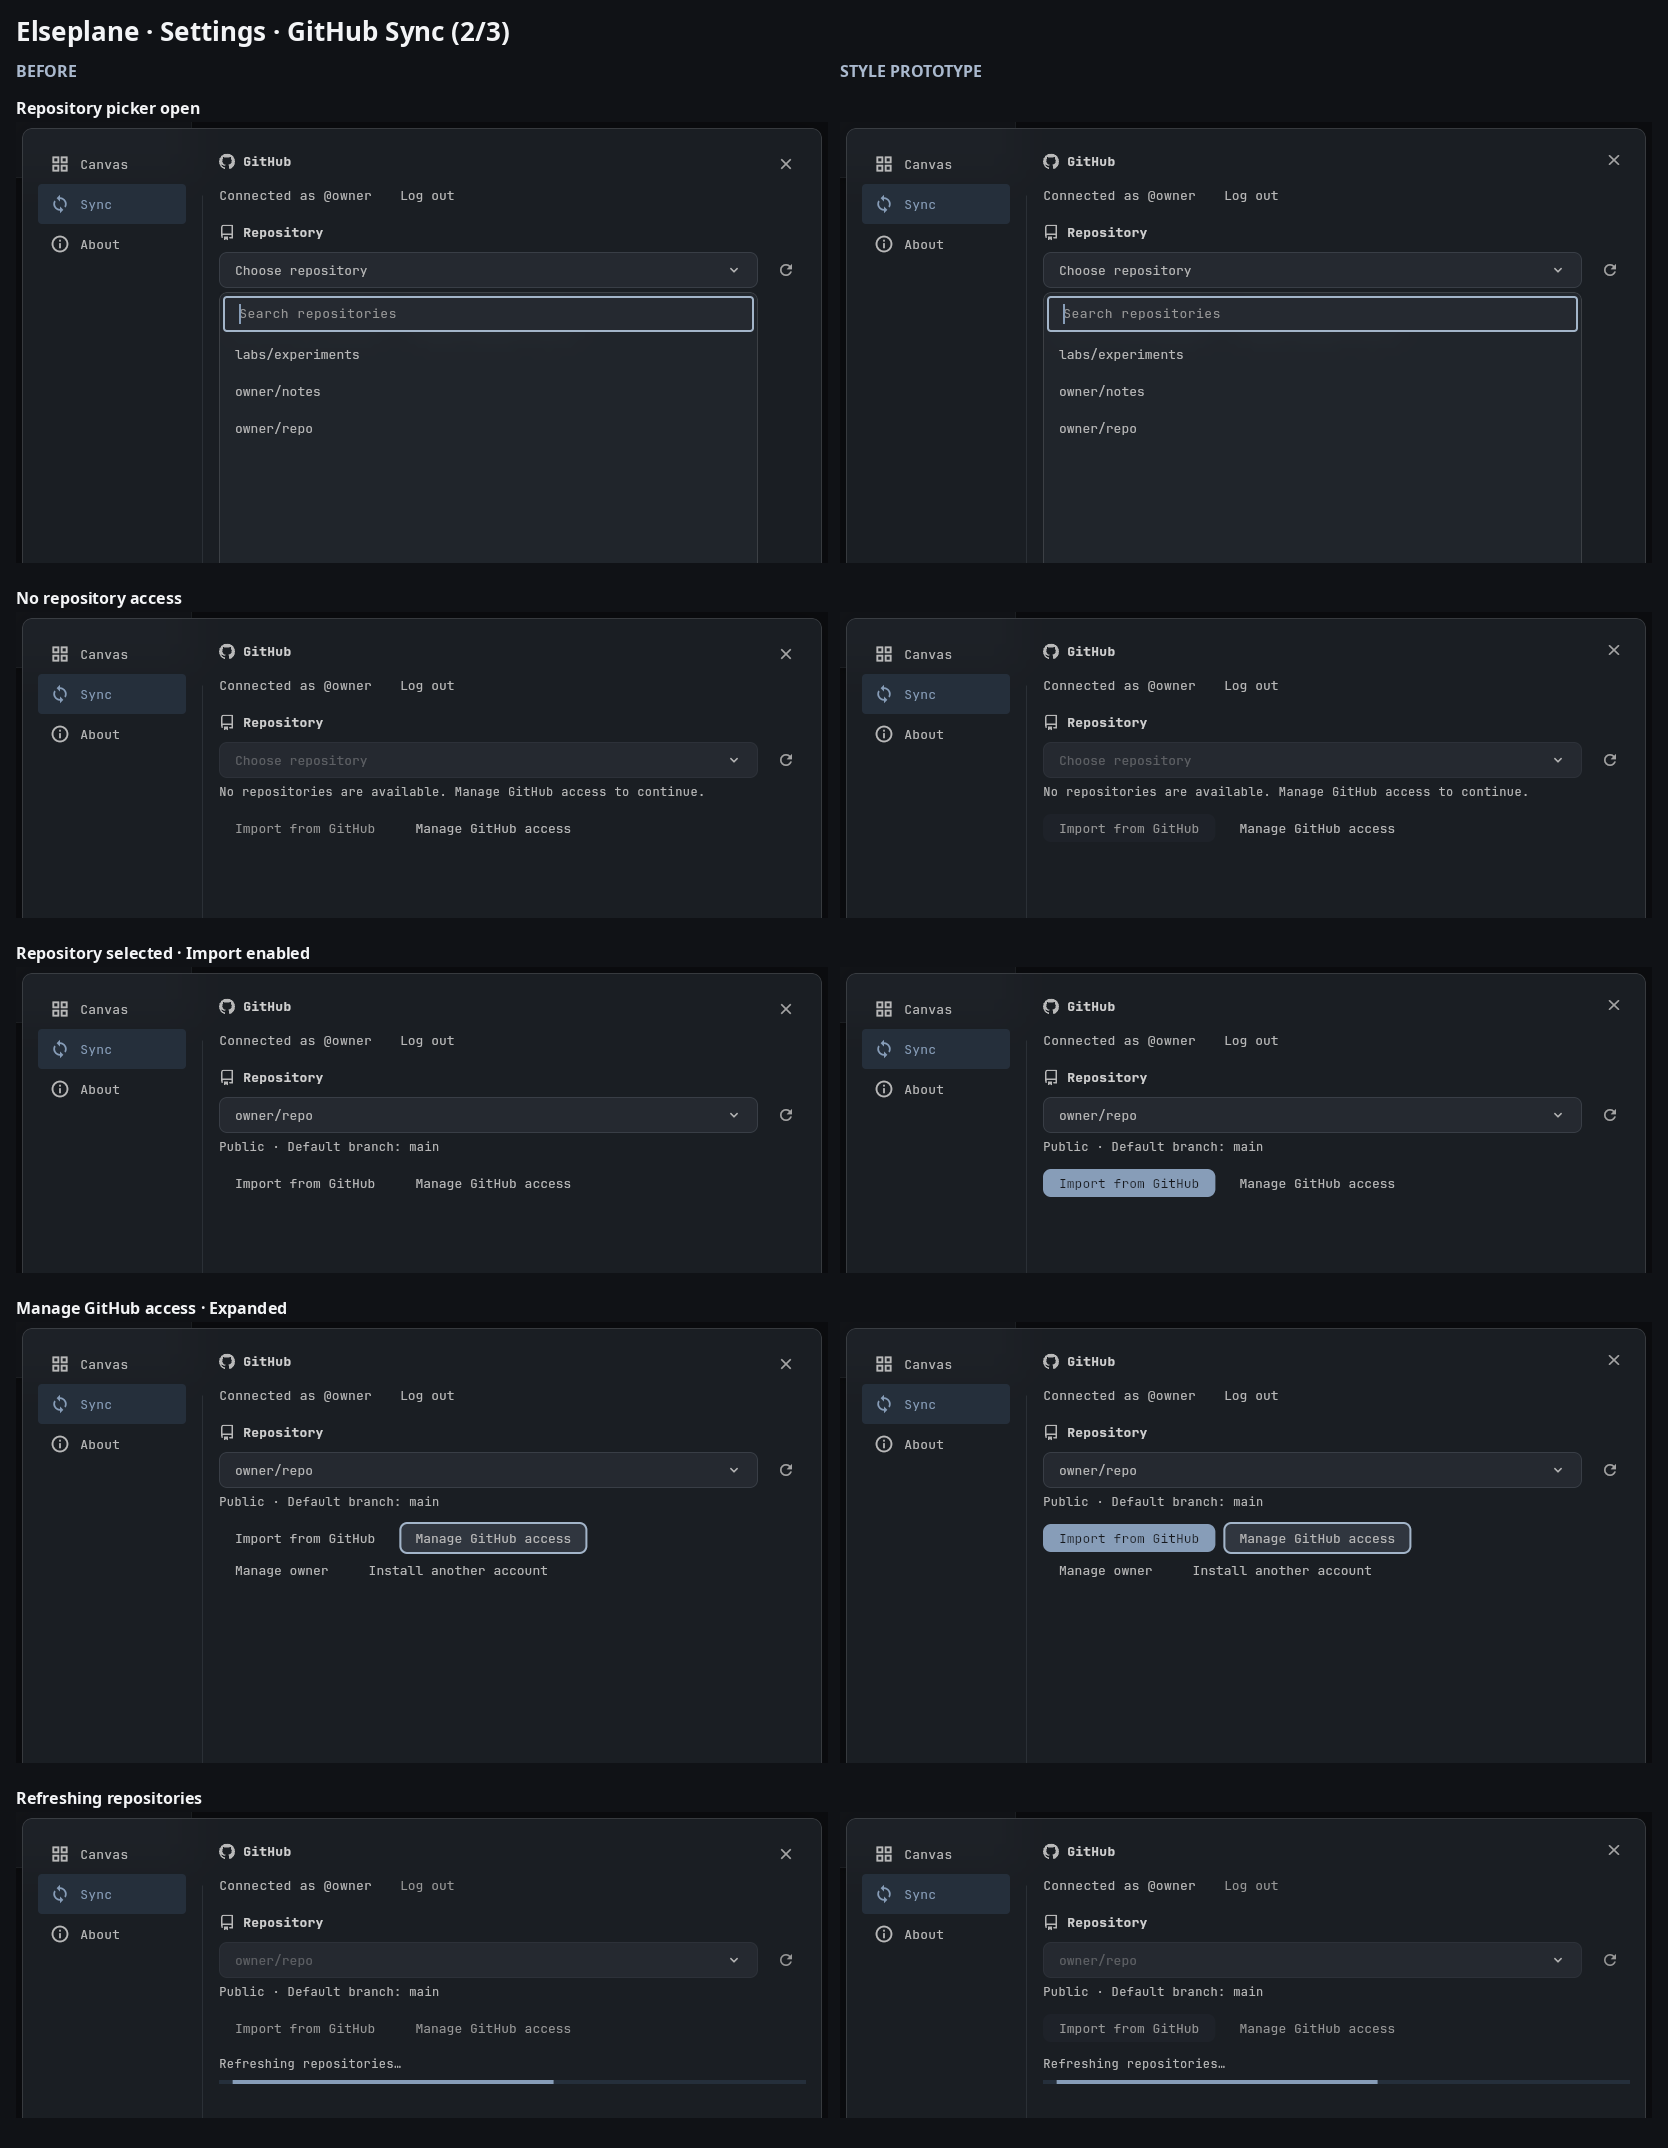 Elseplane · Settings · GitHub Sync (2/3)
BEFORE
STYLE PROTOTYPE
Repository picker open
Canvas
Sync
About
GitHub
Connected as @owner Log out
Repository
Choose repository
Search repositories
labs/experiments
owner/notes
owner/repo
Canvas
Sync
About
GitHub
Connected as @owner Log out
Repository
Choose repository
Search repositories
labs/experiments
owner/notes
owner/repo
No repository access
Canvas
Sync
About
GitHub
Connected as @owner Log out
Repository
Choose repository
No repositories are available. Manage GitHub access to continue.
Import from GitHub Manage GitHub access
Canvas
Sync
About
GitHub
Connected as @owner Log out
Repository
Choose repository
No repositories are available. Manage GitHub access to continue.
Import from GitHub Manage GitHub access
Repository selected · Import enabled
Canvas
Sync
About
GitHub
Connected as @owner Log out
Repository
owner/repo
Public · Default branch: main
Import from GitHub Manage GitHub access
Canvas
Sync
About
GitHub
Connected as @owner Log out
Repository
owner/repo
Public · Default branch: main
Import from GitHub Manage GitHub access
Manage GitHub access · Expanded
Canvas
Sync
About
GitHub
Connected as @owner Log out
Repository
owner/repo
Public · Default branch: main
Import from GitHub Manage GitHub access
Manage owner Install another account
Canvas
Sync
About
GitHub
Connected as @owner Log out
Repository
owner/repo
Public · Default branch: main
Import from GitHub Manage GitHub access
Manage owner Install another account
Refreshing repositories
Canvas
Sync
About
GitHub
Connected as @owner Log out
Repository
owner/repo
Public · Default branch: main
Import from GitHub Manage GitHub access
Refreshing repositories…
Canvas
Sync
About
GitHub
Connected as @owner Log out
Repository
owner/repo
Public · Default branch: main
Import from GitHub Manage GitHub access
Refreshing repositories…